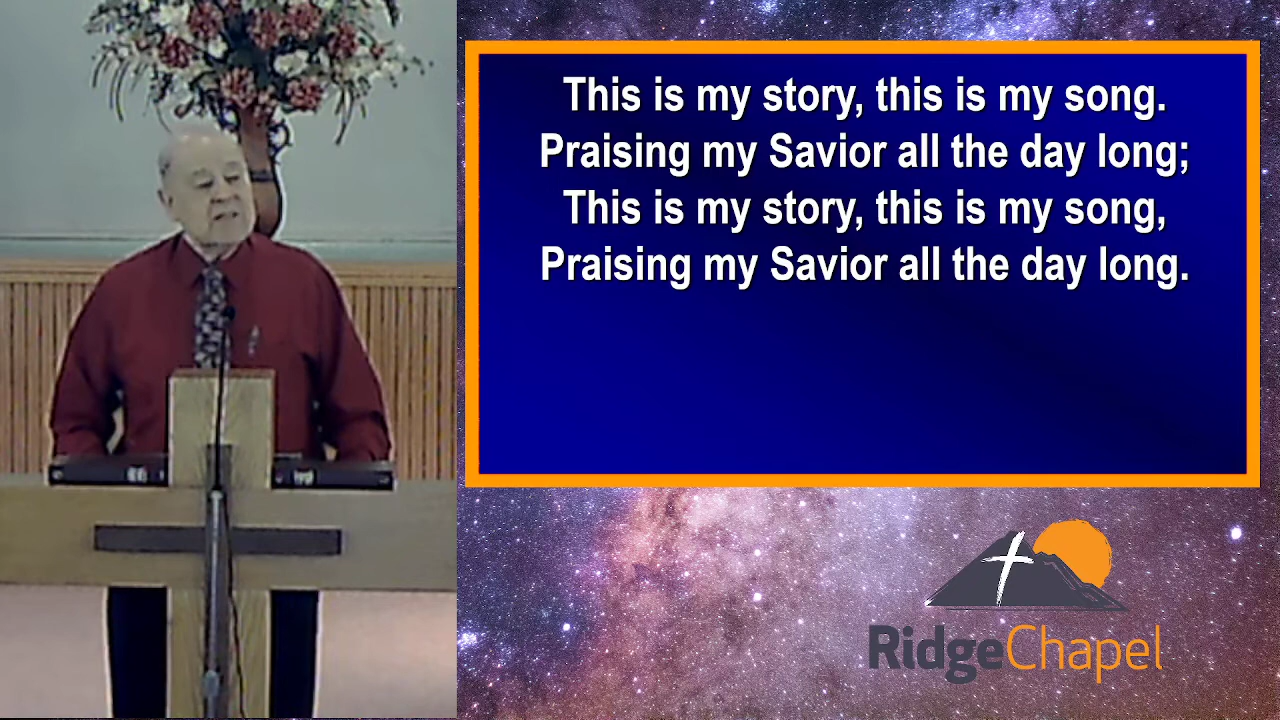 This is my story, this is my song.
Praising my Savior all the day long;
This is my story, this is my song,
Praising my Savior all the day long.
RidgeChapel